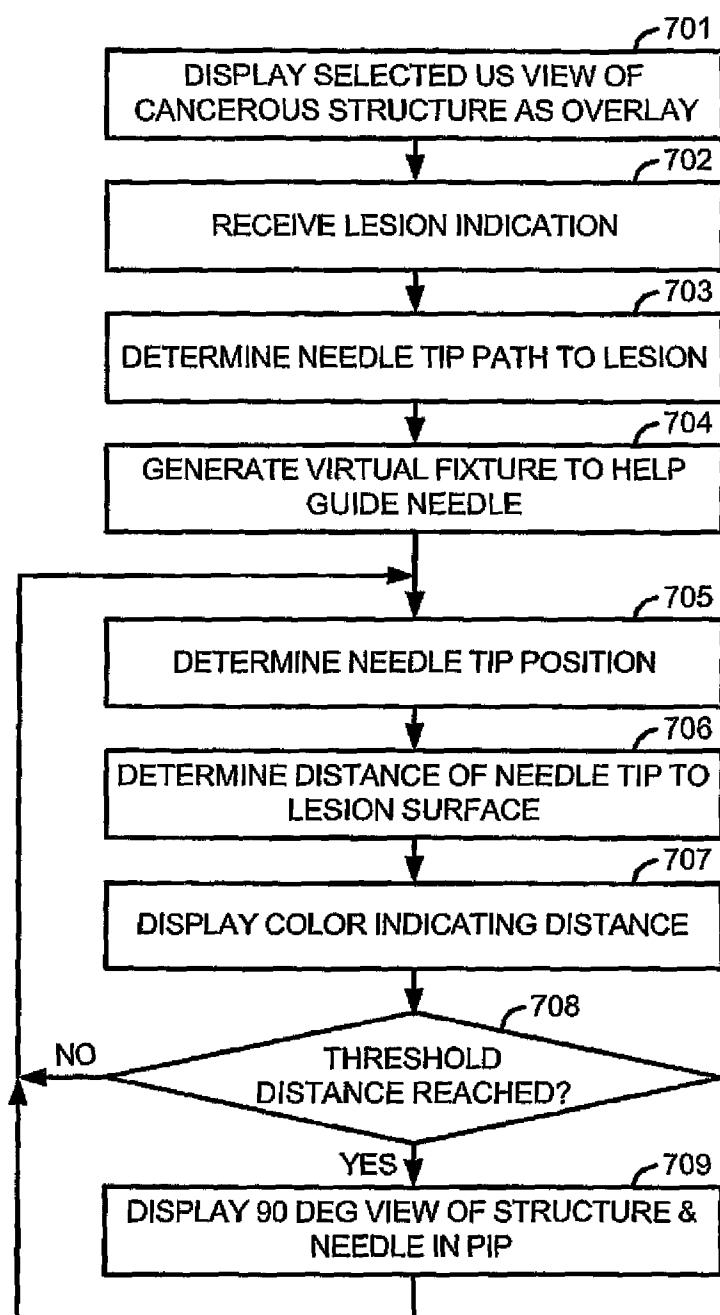 701
DISPLAY SELECTED US VIEW OF
CANCEROUS STRUCTURE AS OVERLAY
702
RECEIVE LESION INDICATION
703
DETERMINE NEEDLE TIP PATH TO LESION
704
GENERATE VIRTUAL FIXTURE TO HELP
GUIDE NEEDLE
705
DETERMINE NEEDLE TIP POSITION
706
DETERMINE DISTANCE OF NEEDLE TIP TO
LESION SURFACE
707
DISPLAY COLOR INDICATING DISTANCE
708
NO
THRESHOLD
DISTANCE REACHED?
YES
709
DISPLAY 90 DEG VIEW OF STRUCTURE &
NEEDLE IN PIP